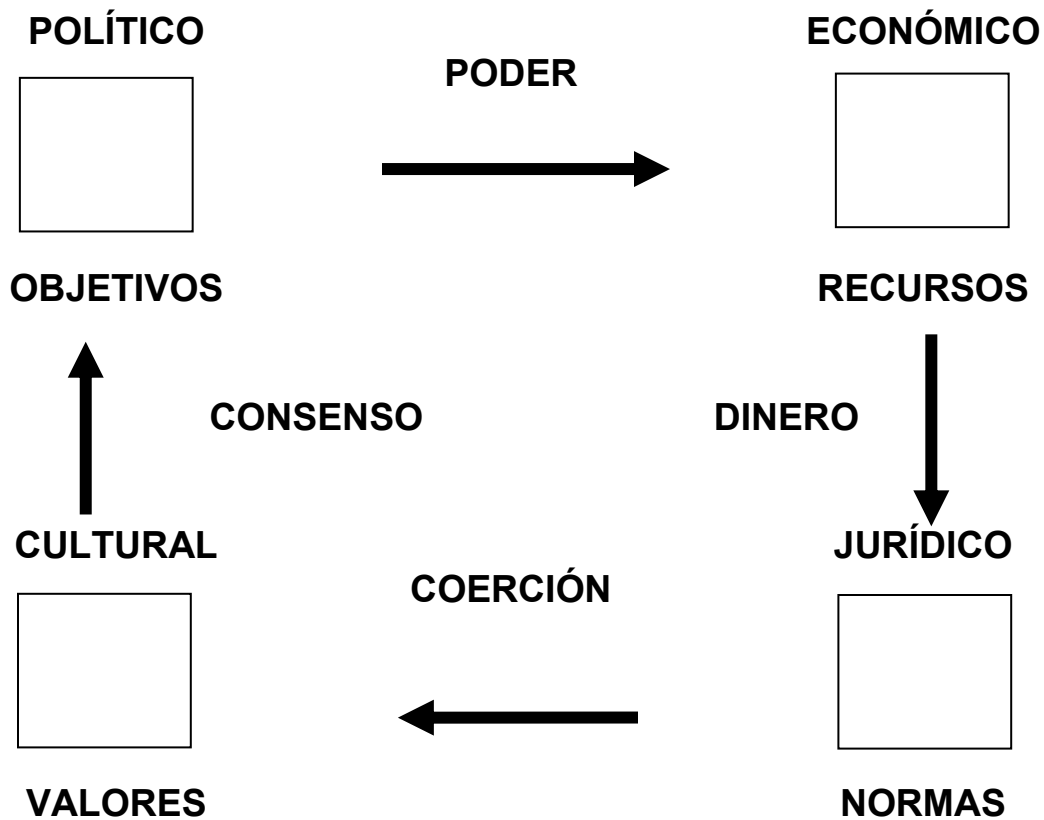 POLÍTICO
ECONÓMICO
PODER
OBJETIVOS
RECURSOS
CONSENSO
DINERO
CULTURAL
JURÍDICO
COERCIÓN
VALORES
NORMAS